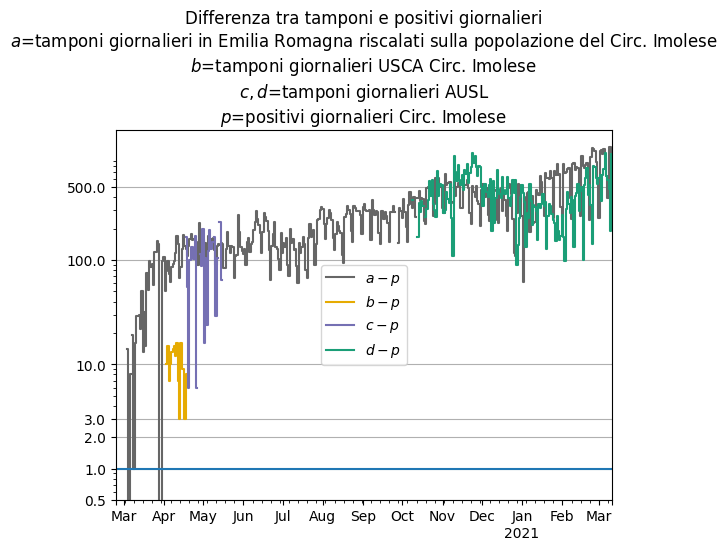 Differenza tra tamponi e positivi giornalieri
a=tamponi giornalieri in Emilia Romagna riscalati sulla popolazione del Circ. Imolese
b=tamponi giornalieri USCA Circ. Imolese
c, d=tamponi giornalieri AUSL
p=positivi giornalieri Circ. Imolese
500.0
100.0
10.0
3.0
2.0
1.0
0.5
a − p
b − p
c − p
d − p
Mar Apr May Jun Jul Aug Sep Oct Nov Dec Jan Feb Mar
2021